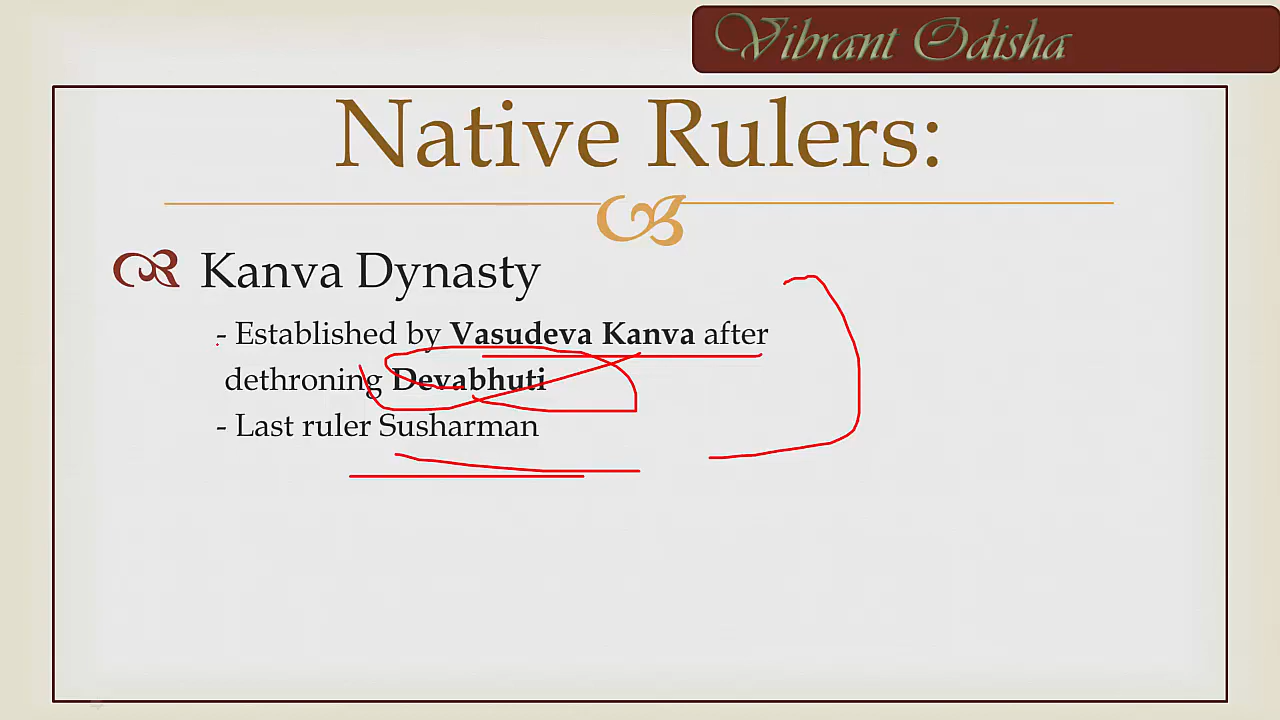 Vibrant Odisha
Native Rulers:
Kanva Dynasty
- Established by Vasudeva Kanva after
dethroning Devabhuti
- Last ruler Susharman